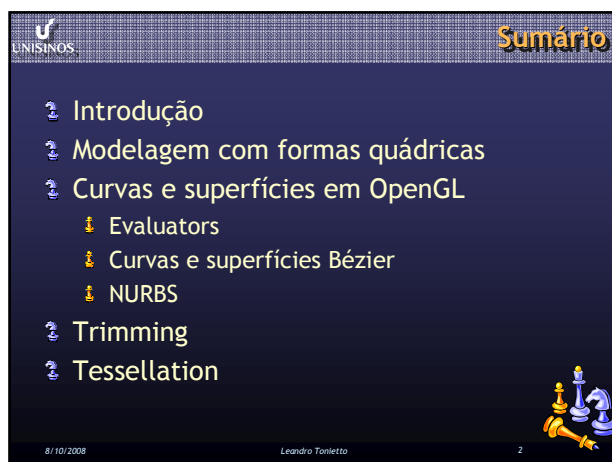 UNISINOS
Sumário
Introdução
Modelagem com formas quádricas
Curvas e superfícies em OpenGL
Evaluators
Curvas e superfícies Bézier
NURBS
Trimming
Tessellation
8/10/2008 Leandro Tonietto 2